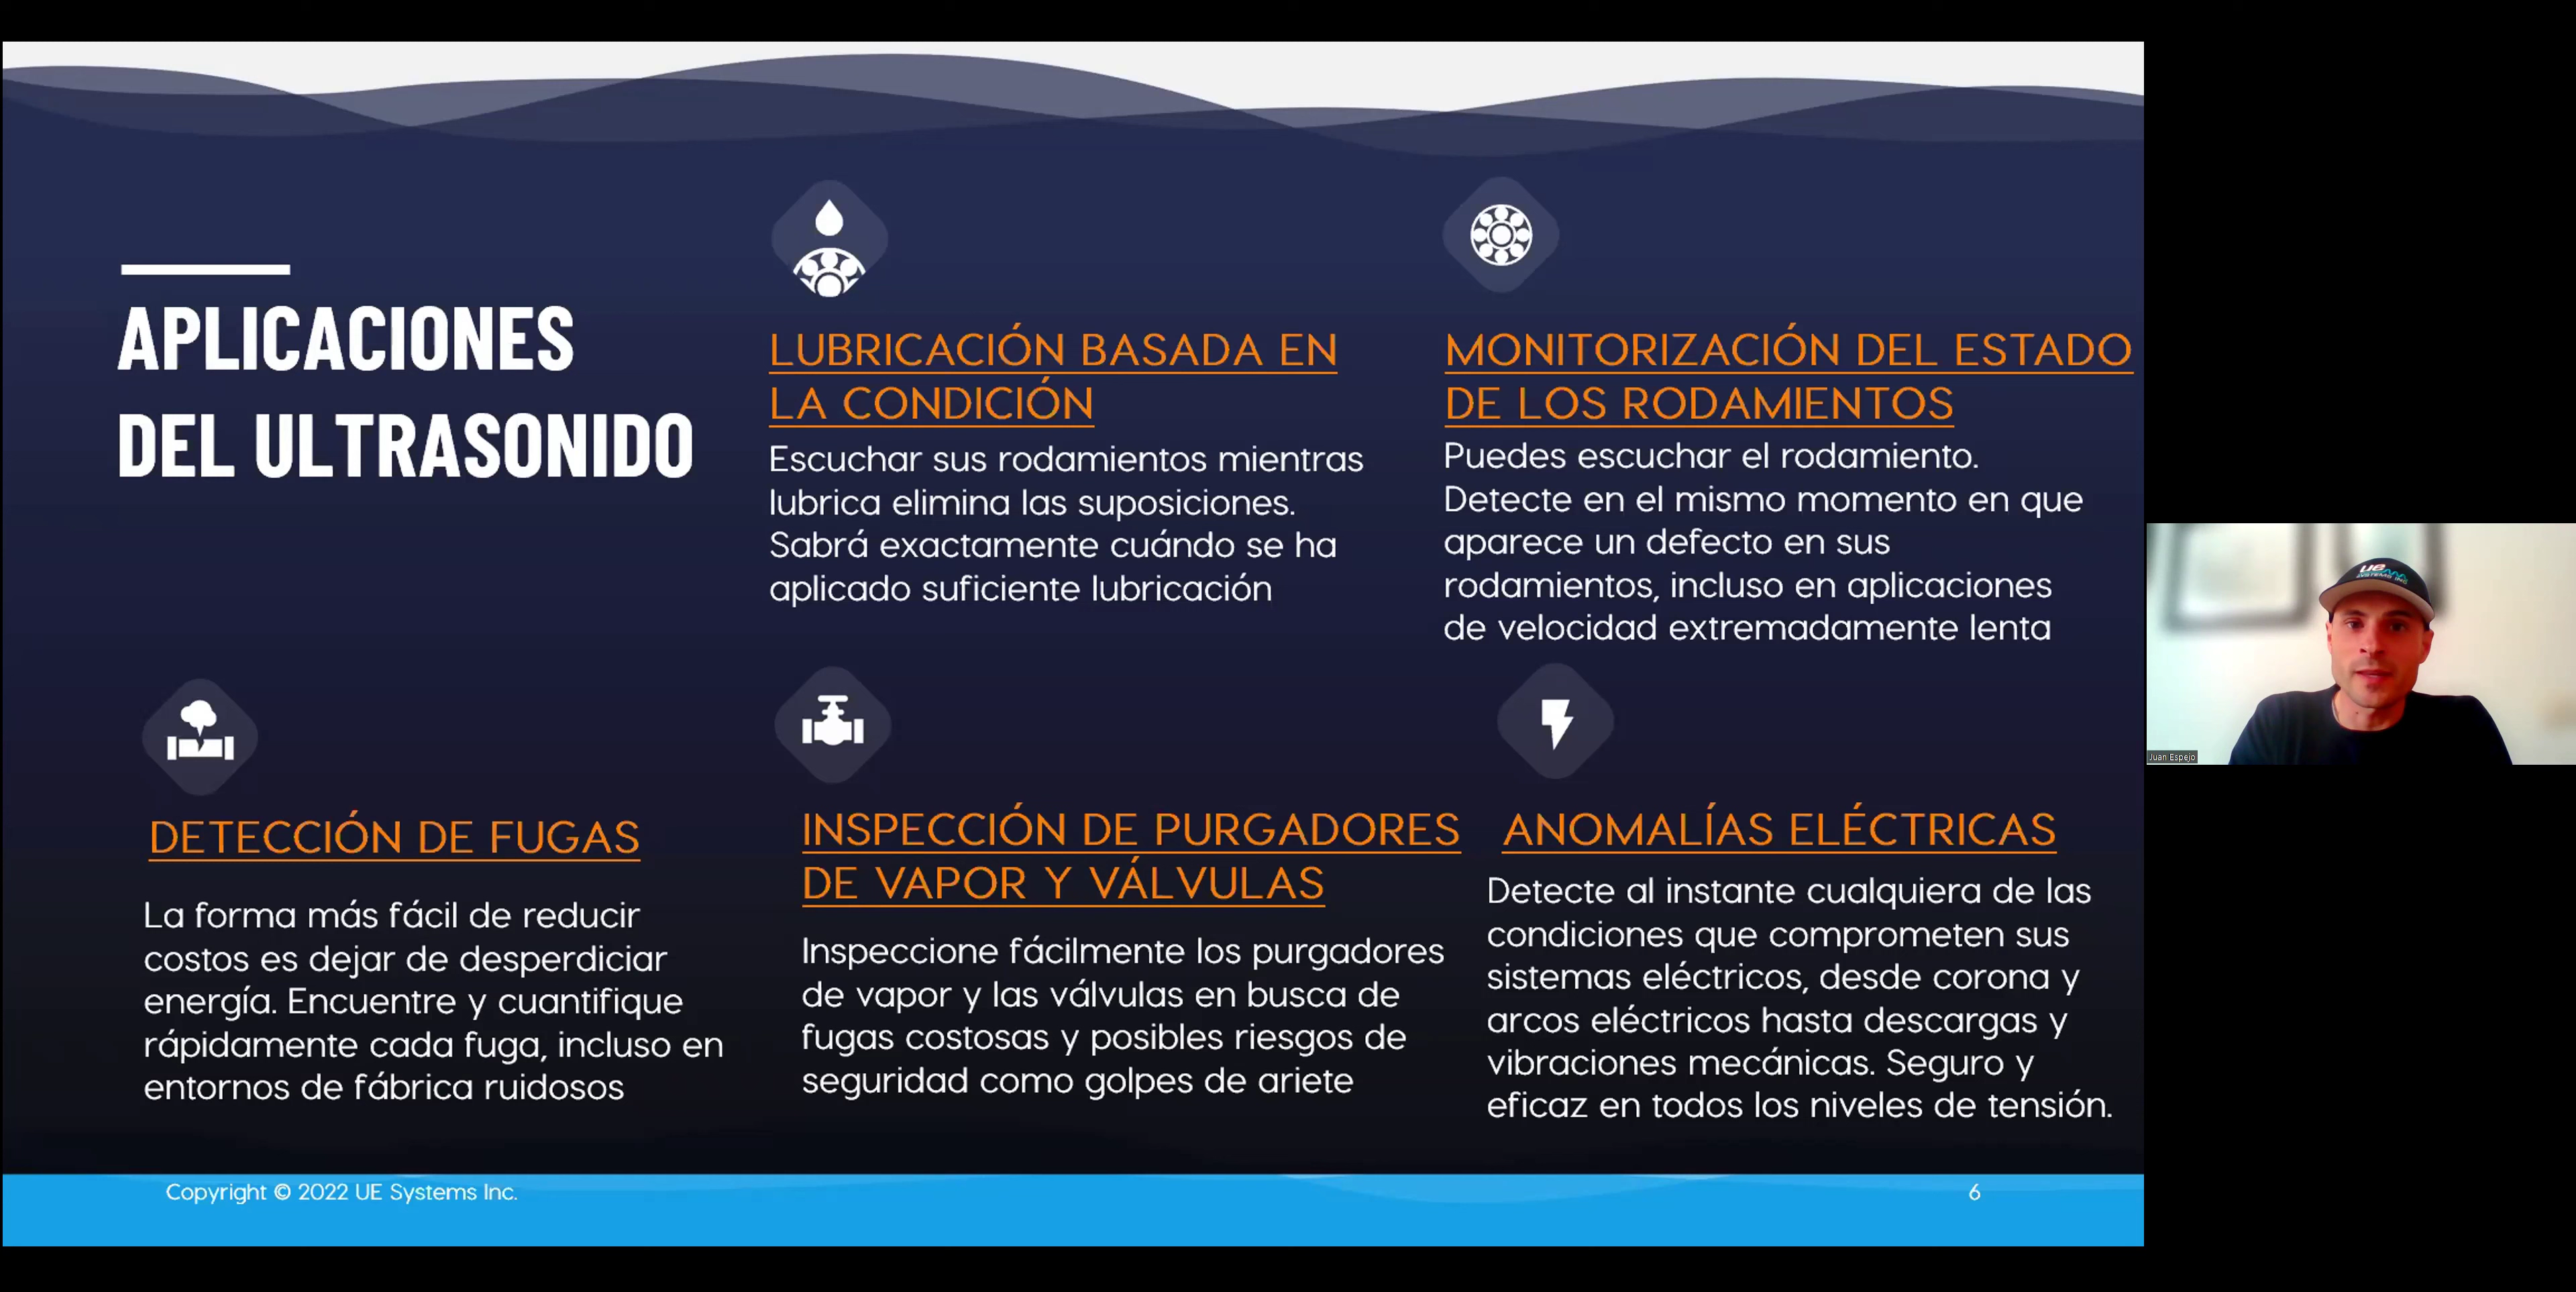 APLICACIONES
DEL ULTRASONIDO
LUBRICACIÓN BASADA EN
LA CONDICIÓN
Escuchar sus rodamientos mientras
lubrica elimina las suposiciones.
Sabrá exactamente cuándo se ha
aplicado suficiente lubricación
MONITORIZACIÓN DEL ESTADO
DE LOS RODAMIENTOS
Puedes escuchar el rodamiento.
Detecte en el mismo momento en que
aparece un defecto en sus
rodamientos, incluso en aplicaciones
de velocidad extremadamente lenta
DETECCIÓN DE FUGAS
La forma más fácil de reducir
costos es dejar de desperdiciar
energía. Encuentre y cuantifique
rápidamente cada fuga, incluso en
entornos de fábrica ruidosos
INSPECCIÓN DE PURGADORES
DE VAPOR Y VÁLVULAS
Inspeccione fácilmente los purgadores
de vapor y las válvulas en busca de
fugas costosas y posibles riesgos de
seguridad como golpes de ariete
ANOMALÍAS ELÉCTRICAS
Detecte al instante cualquiera de las
condiciones que comprometen sus
sistemas eléctricos, desde corona y
arcos eléctricos hasta descargas y
vibraciones mecánicas. Seguro y
eficaz en todos los niveles de tensión.
Copyright © 2022 UE Systems Inc.
6
ue
SYSTEMS INC
Juan Espejo